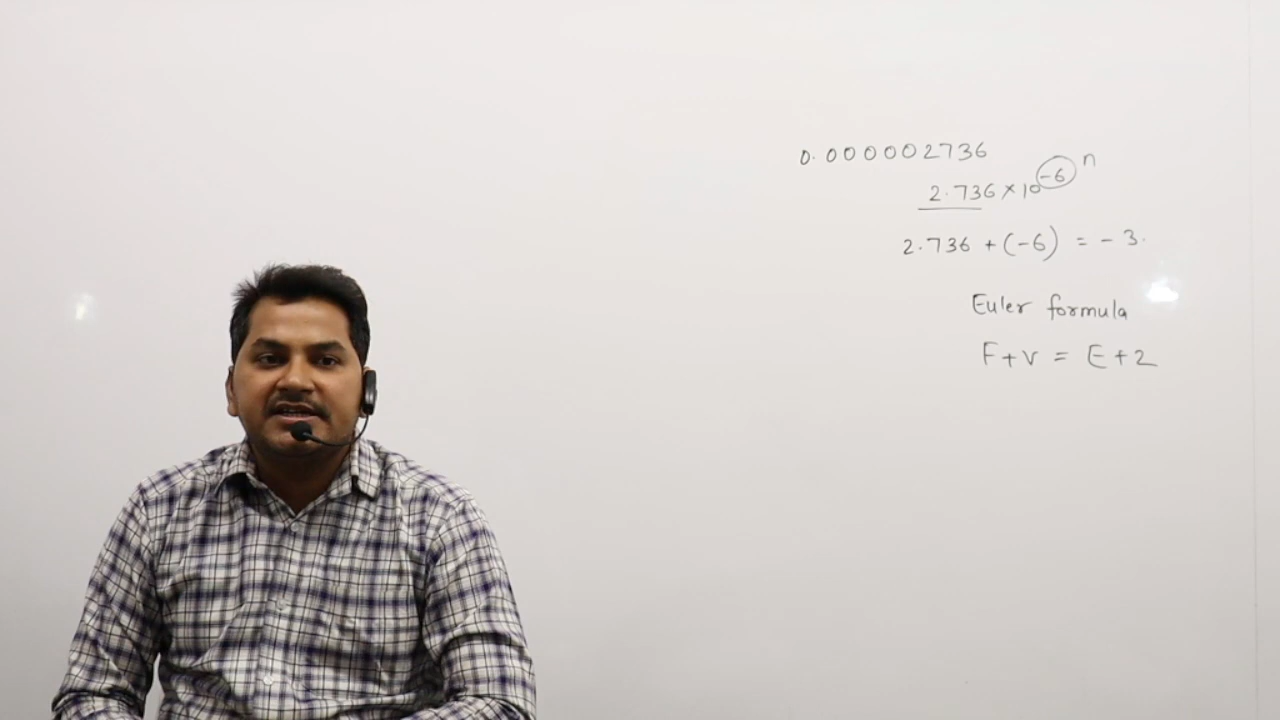 0.000002736
2.736 × 10^-6 n
2.736 + (-6) = - 3.
Euler formula
F+V = E+2